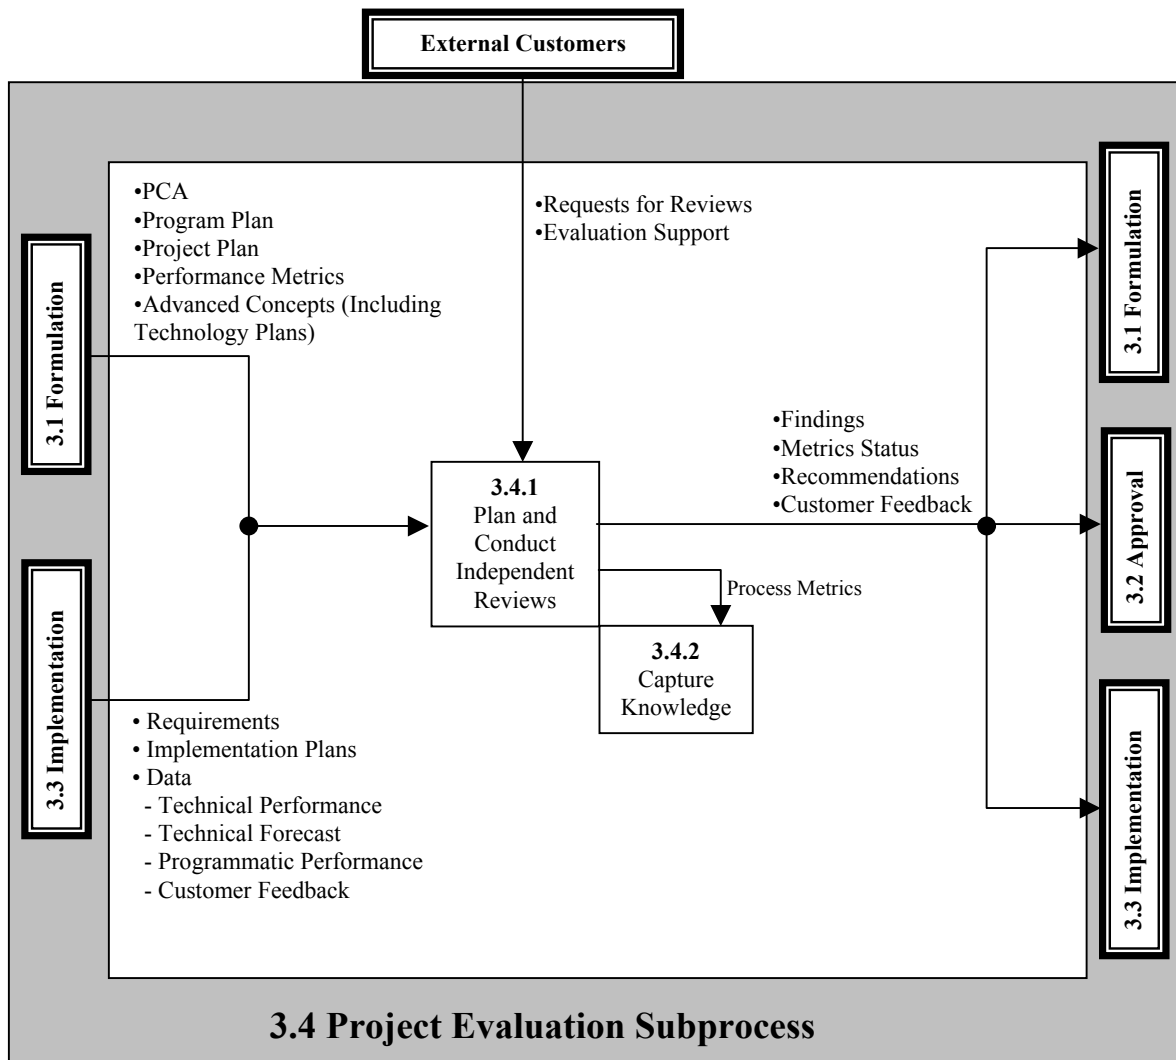 External Customers
•PCA
•Program Plan
•Project Plan
•Performance Metrics
•Advanced Concepts (Including
Technology Plans)
•Requests for Reviews
•Evaluation Support
3.1 Formulation
3.1 Formulation
•Findings
•Metrics Status
•Recommendations
•Customer Feedback
3.4.1
Plan and
Conduct
Independent
Reviews
3.2 Approval
Process Metrics
3.4.2
Capture
Knowledge
3.3 Implementation
• Requirements
• Implementation Plans
• Data
- Technical Performance
- Technical Forecast
- Programmatic Performance
- Customer Feedback
3.3 Implementation
3.4 Project Evaluation Subprocess